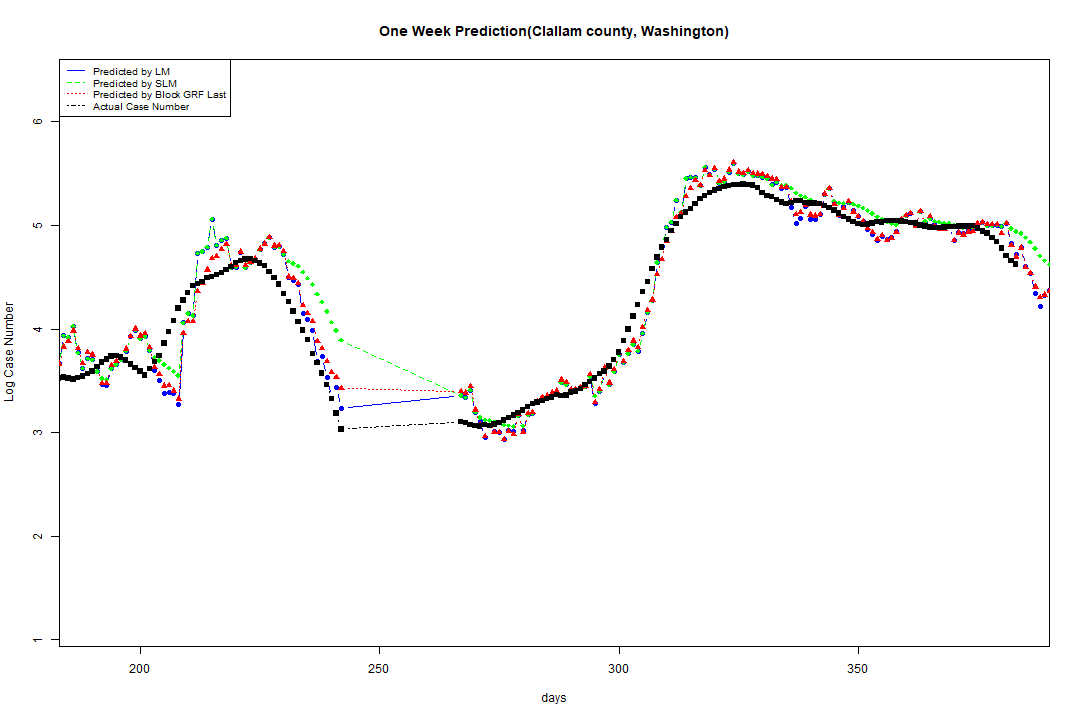 One Week Prediction(Clallam county, Washington)
Predicted by LM
Predicted by SLM
Predicted by Block GRF Last
Actual Case Number
6
5
4
3
2
1
Log Case Number
200 250 300 350
days